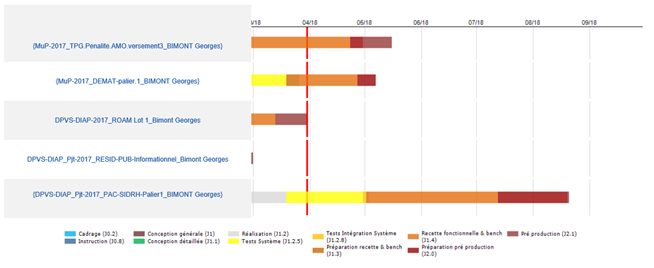 /18 04/18 05/18 06/18 07/18 08/18 09/18
(MuP-2017_TPG.Penalite.AMO.versement3_BIMONT Georges)
(MuP-2017_DEMAT-palier.1_BIMONT Georges)
DPVS-DIAP-2017_ROAM Lot 1_Bimont Georges
DPVS-DIAP_Pjt-2017_RESID-PUB-Informationnel_Bimont Georges
(DPVS-DIAP_Pjt-2017_PAC-SIDRH-Palier1_BIMONT Georges)
Cadrage (30.2) Conception générale (31) Réalisation (31.2) Tests Intégration Système (31.2.8) Recette fonctionnelle & bench (31.4) Pré production (32.1)
Instruction (30.8) Conception détaillée (31.1) Tests Système (31.2.5) Préparation recette & bench (31.3) Préparation pré production (32.0)